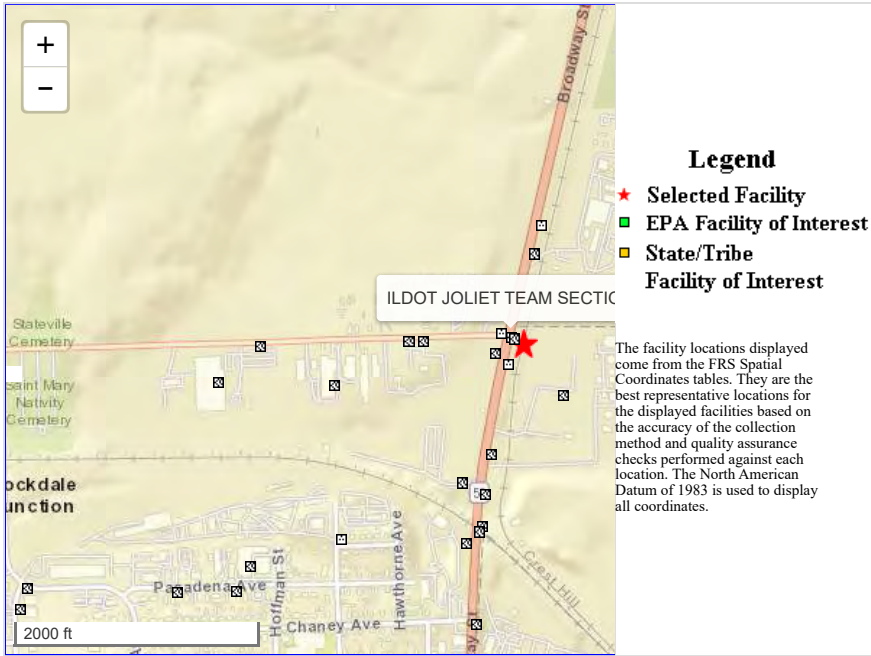 +
−
Broadway St
ILDOT JOLIET TEAM SECTIO
Stateville
Cemetery
Saint Mary
Nativity
Cemetery
ockdale
unction
Crest Hill
Pasadena Ave
Hoffman St
Hawthorne Ave
Chaney Ave
ay St
2000 ft
Legend
Selected Facility
EPA Facility of Interest
State/Tribe
Facility of Interest
The facility locations displayed
come from the FRS Spatial
Coordinates tables. They are the
best representative locations for
the displayed facilities based on
the accuracy of the collection
method and quality assurance
checks performed against each
location. The North American
Datum of 1983 is used to display
all coordinates.